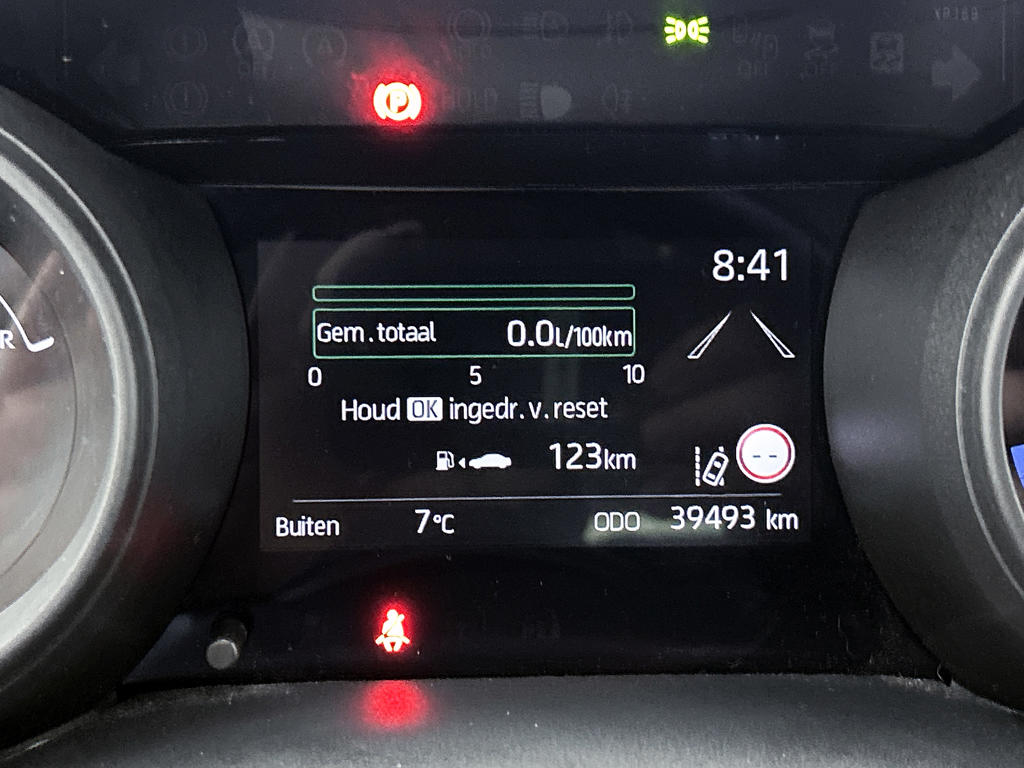 P
8:41
Gem.totaal 0.0L/100km
0 5 10
Houd OK ingedr.v.reset
R
123km
--
Buiten 7°C ODO 39493 km